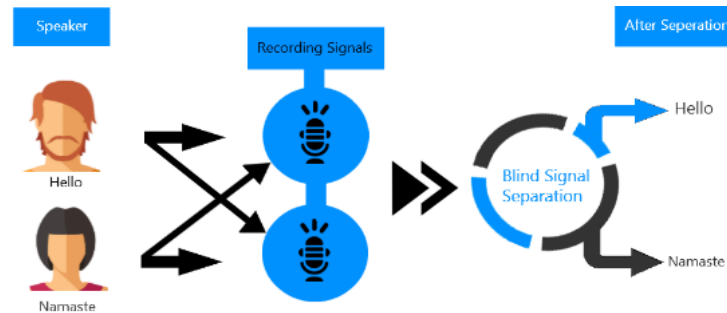 Speaker
Recording Signals
After Seperation
Hello
Namaste
Blind Signal
Separation
Hello
Namaste